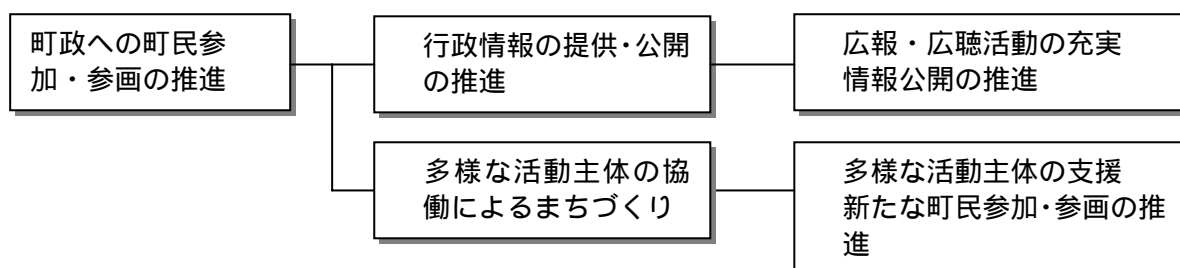 町政への町民参
加・参画の推進
行政情報の提供・公開
の推進
広報・広聴活動の充実
情報公開の推進
多様な活動主体の協
働によるまちづくり
多様な活動主体の支援
新たな町民参加・参画の推
進